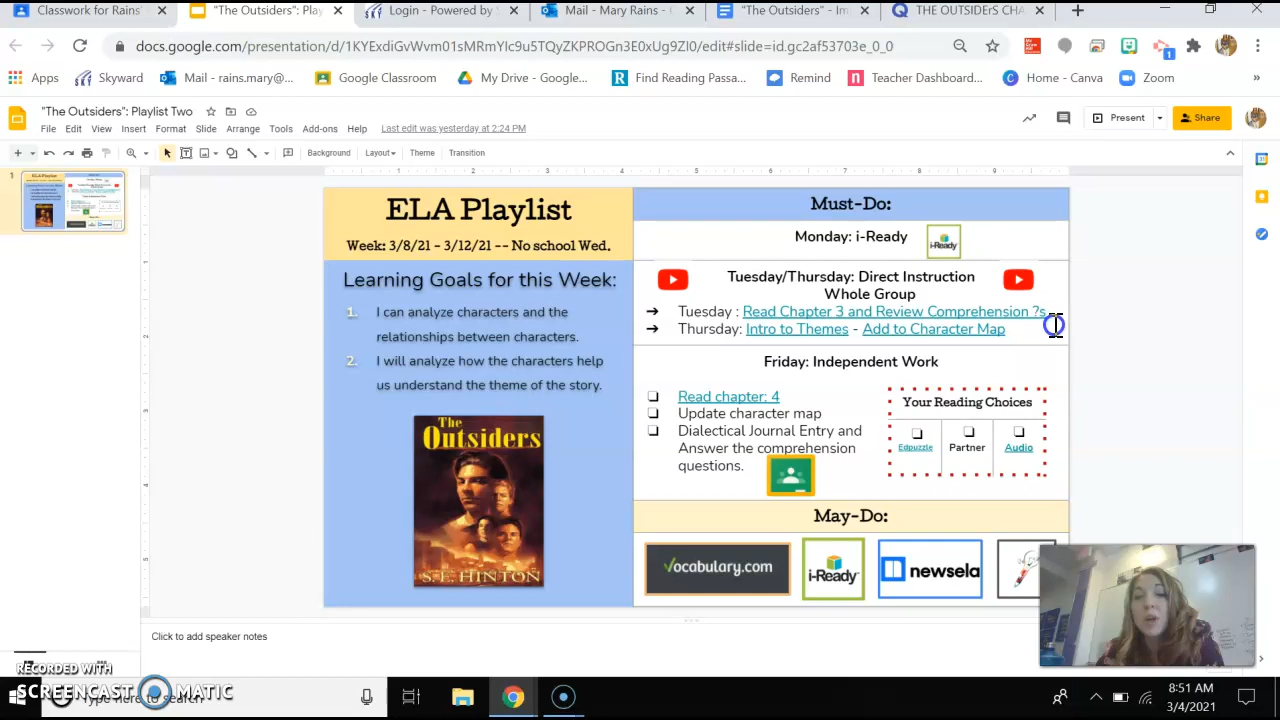 Classwork for Rains'
"The Outsiders": Playl
Login - Powered by S
Mail - Mary Rains -
"The Outsiders" - Im
THE OUTSIDErS CHA
docs.google.com/presentation/d/1KYExdiGvWvm01sMRmYlc9u5TQyZKPROGn3E0xUg9ZI0/edit#slide=id.gc2af53703e_0_0
Apps
Skyward
Mail - rains.mary@...
Google Classroom
My Drive - Google...
Find Reading Passa...
Remind
Teacher Dashboard...
Home - Canva
Zoom
"The Outsiders": Playlist Two
File Edit View Insert Format Slide Arrange Tools Add-ons Help Last edit was yesterday at 2:24 PM
Present
Share
Background Layout Theme Transition
1
ELA Playlist
Week: 3/8/21 - 3/12/21 -- No school Wed.
Learning Goals for this Week:
1. I can analyze characters and the
relationships between characters.
2. I will analyze how the characters help
us understand the theme of the story.
The
Outsiders
S. E. HINTON
Must-Do:
Monday: i-Ready
i-Ready
Tuesday/Thursday: Direct Instruction
Whole Group
➔ Tuesday : Read Chapter 3 and Review Comprehension ?s
➔ Thursday: Intro to Themes - Add to Character Map
Friday: Independent Work
❏ Read chapter: 4
❏ Update character map
❏ Dialectical Journal Entry and
Answer the comprehension
questions.
Your Reading Choices
❏ ❏ ❏
Edpuzzle Partner Audio
May-Do:
Vocabulary.com
i-Ready
newsela
Click to add speaker notes
RECORDED WITH
SCREENCAST MATIC
Type here to search
8:51 AM
3/4/2021